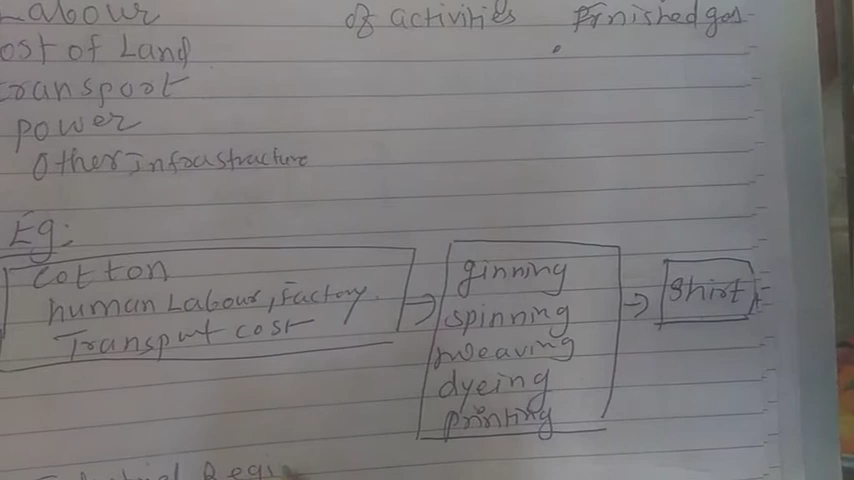 Labour of activities Finished gos-
ost of Land
transport
power
Other Infrastructure
Eg:
Cotton
human Labour, Factory.
Transport cost
→
ginning
spinning
weaving
dyeing
printing
→
Shirt